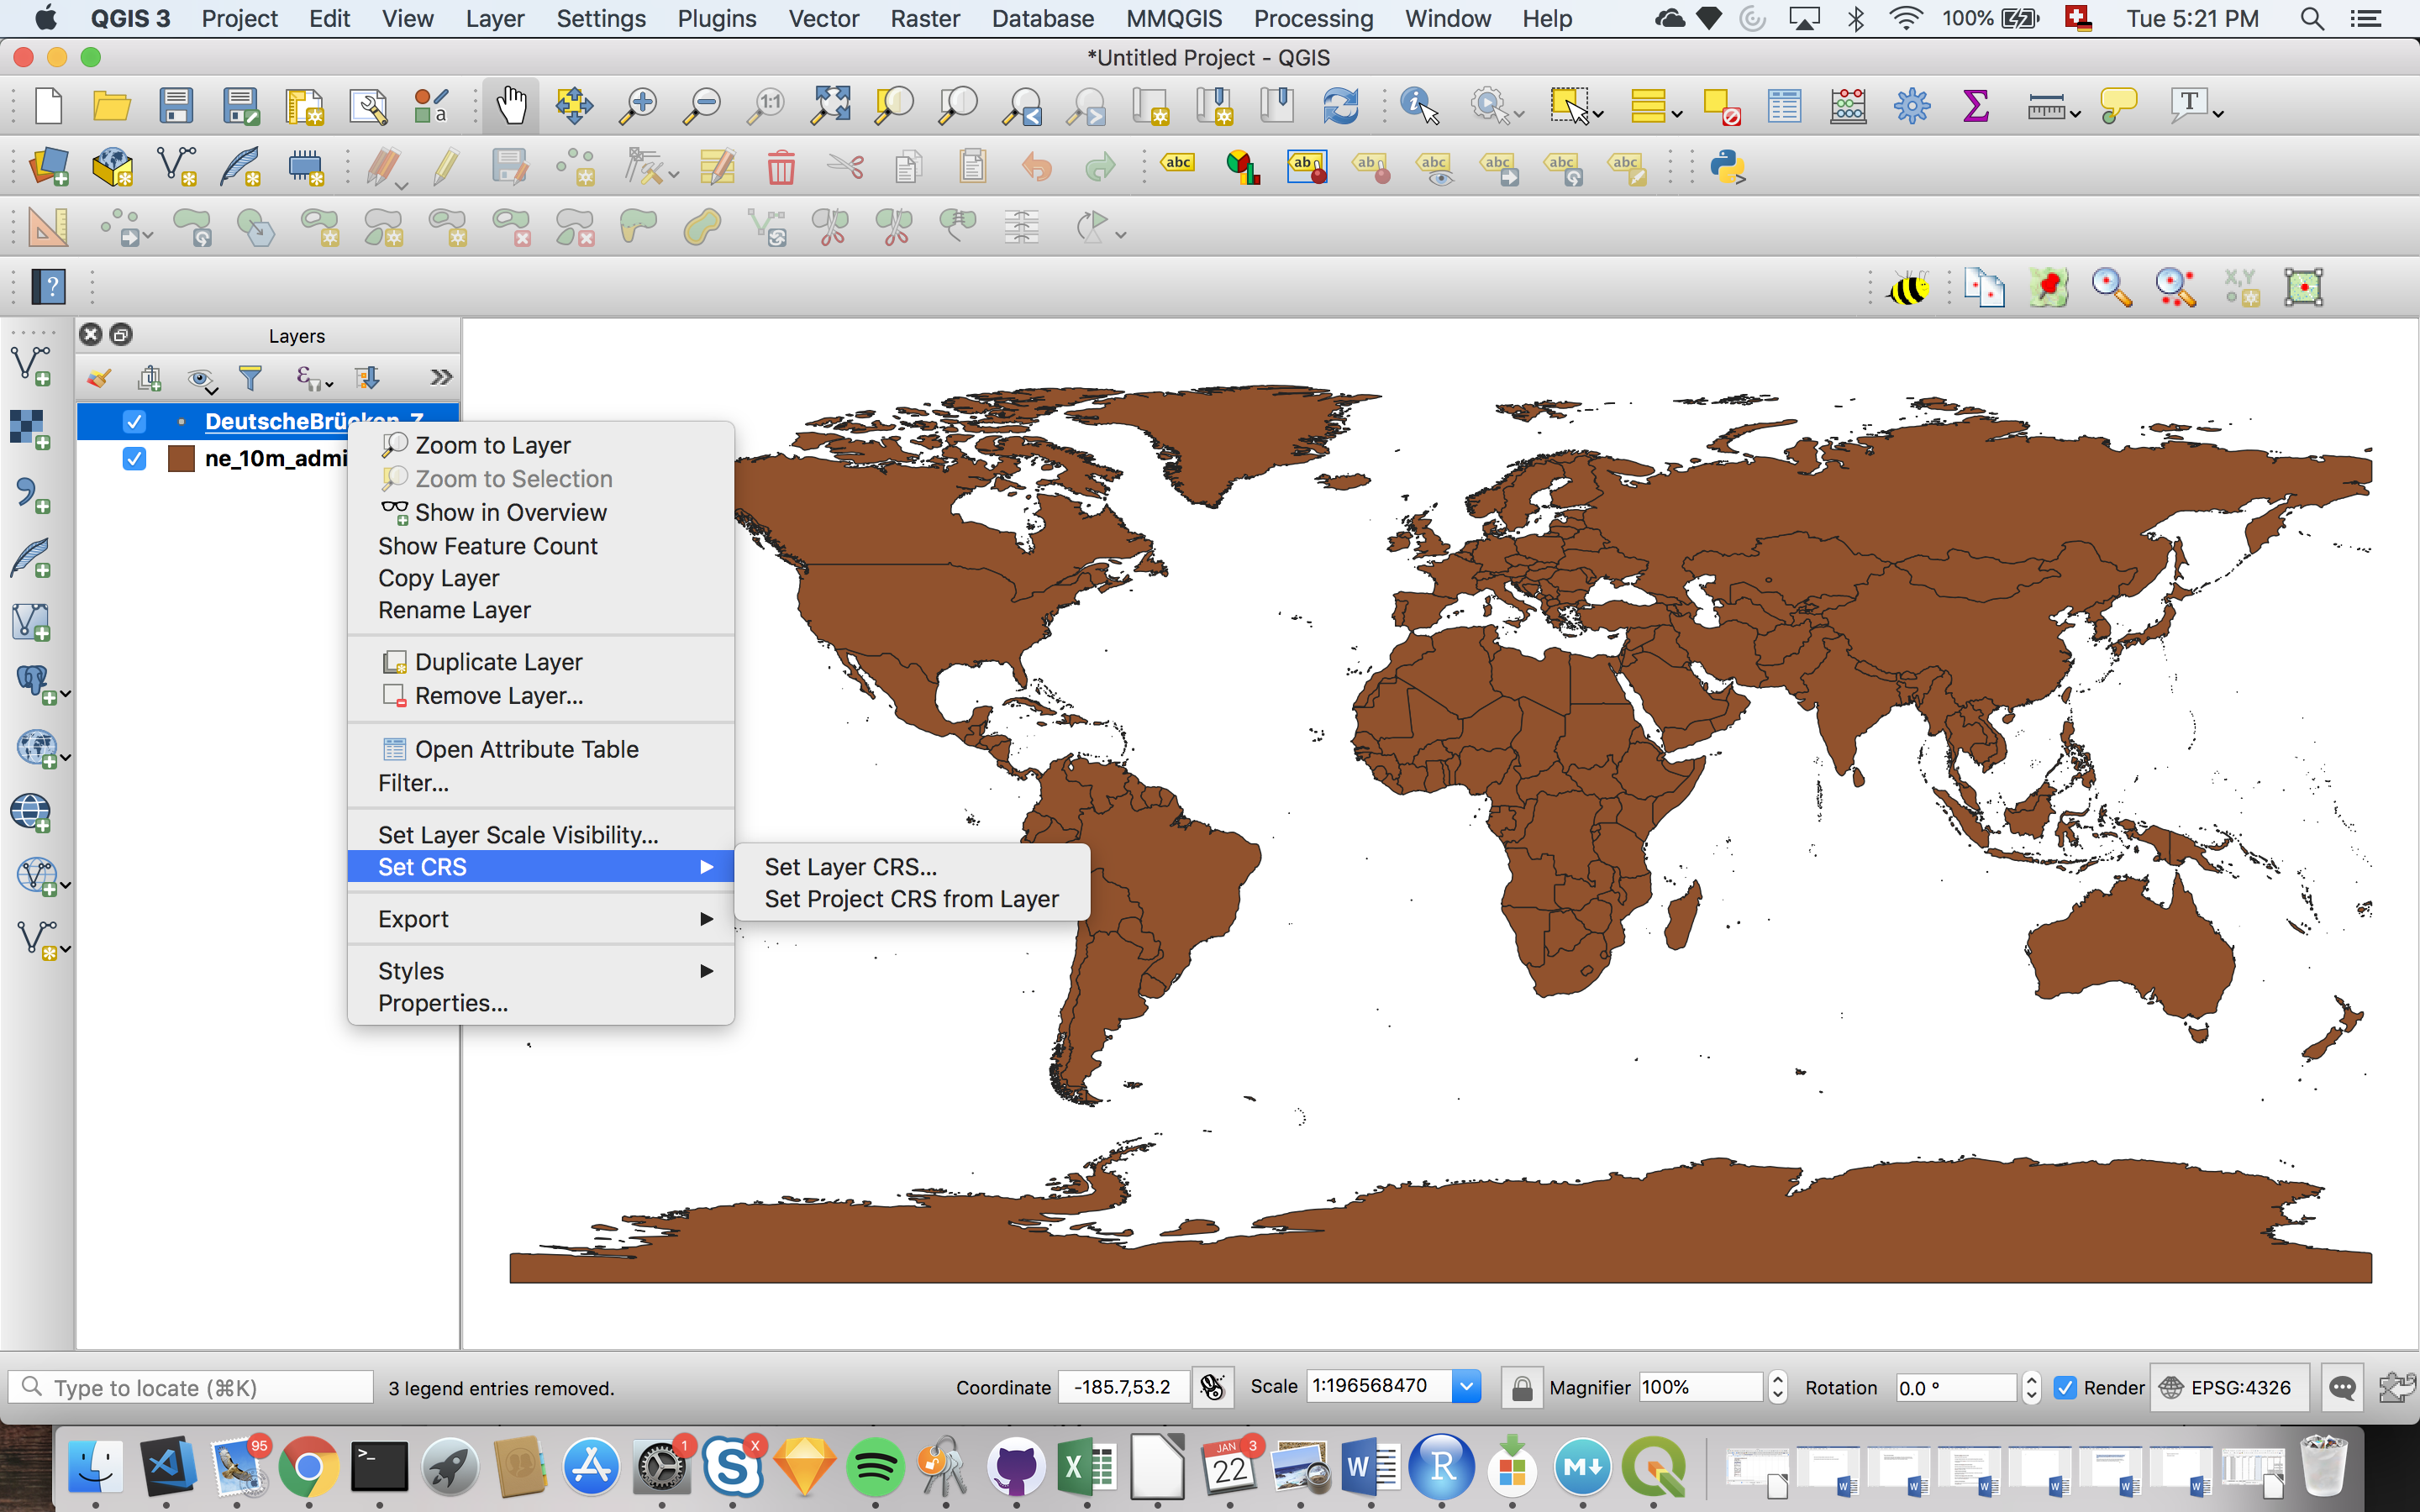 QGIS 3 Project Edit View Layer Settings Plugins Vector Raster Database MMQGIS Processing Window Help 100% Tue 5:21 PM
*Untitled Project - QGIS
Layers
DeutscheBrücken_Z
ne_10m_admi
Zoom to Layer
Zoom to Selection
Show in Overview
Show Feature Count
Copy Layer
Rename Layer
Duplicate Layer
Remove Layer...
Open Attribute Table
Filter...
Set Layer Scale Visibility...
Set CRS
Set Layer CRS...
Set Project CRS from Layer
Export
Styles
Properties...
Type to locate (⌘K) 3 legend entries removed. Coordinate -185.7,53.2 Scale 1:196568470 Magnifier 100% Rotation 0.0 ° Render EPSG:4326
95
1
X
JAN 3
22